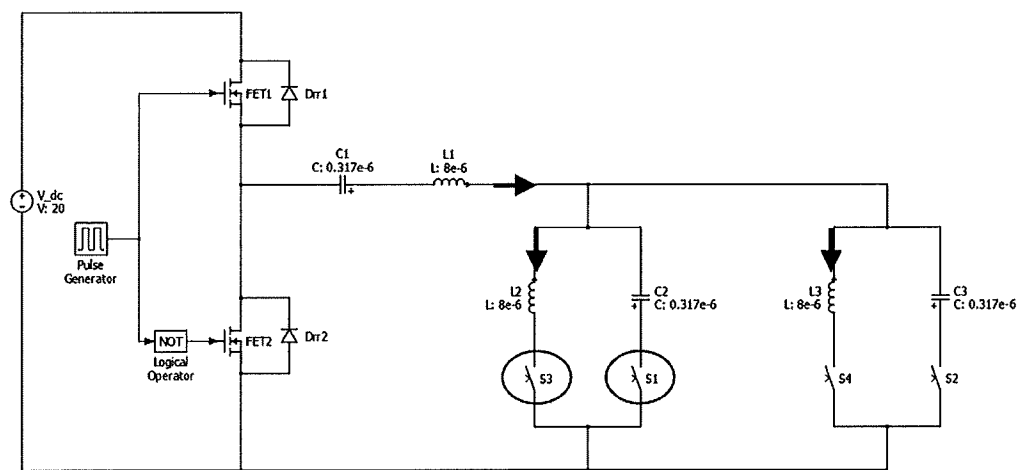 FET1
Drr1
C1
C: 0.317e-6
L1
L: 8e-6
V_dc
V: 20
Pulse
Generator
NOT
Logical
Operator
FET2
Drr2
L2
L: 8e-6
C2
C: 0.317e-6
L3
L: 8e-6
C3
C: 0.317e-6
S3
S1
S4
S2